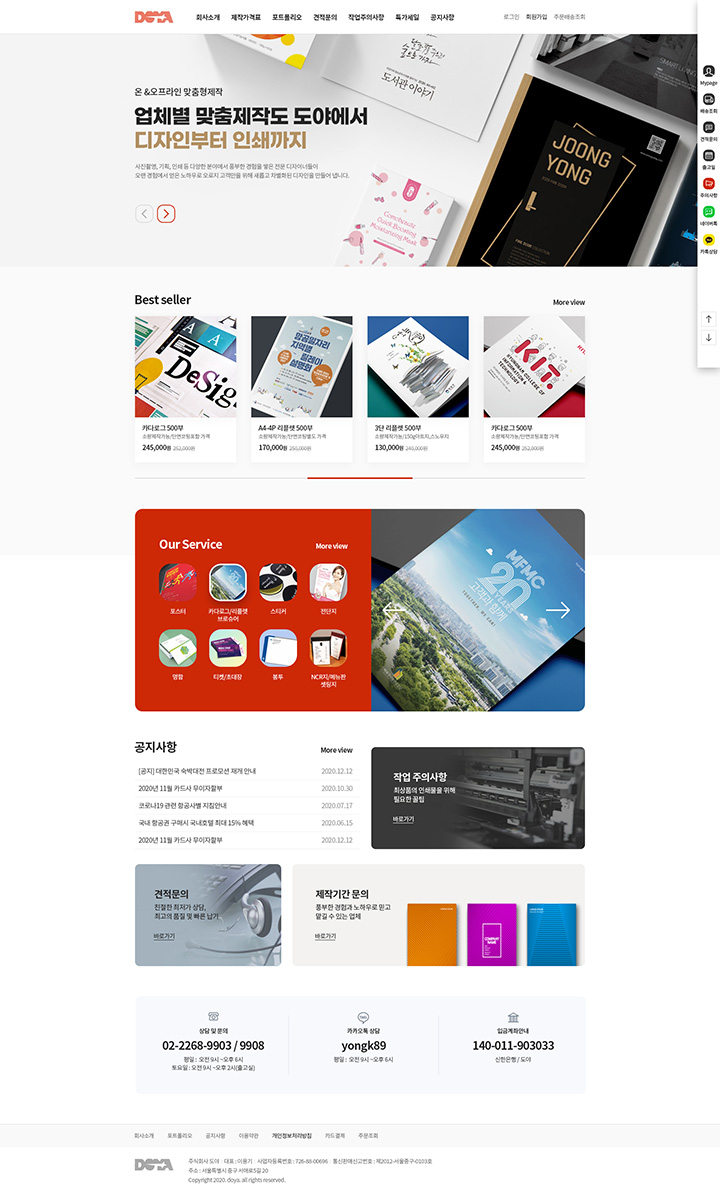 DOYA
회사소개 제작가격표 포트폴리오 견적문의 작업주의사항 특가세일 공지사항
로그인 회원가입 주문배송조회
온 &오프라인 맞춤형제작
업체별 맞춤제작도 도야에서
디자인부터 인쇄까지
사진촬영, 기획, 인쇄 등 다양한 분야에서 풍부한 경험을 쌓은 전문 디자이너들이
오랜 경험에서 얻은 노하우로 오로지 고객만을 위해 새롭고 차별화된 디자인을 만들어 냅니다.
도서관 이야기
JOONG
YONG
Mypage
배송조회
견적문의
출고일
주의사항
네이버톡
카톡상담
Best seller
More view
DeSig
KIT.
KYUNGMIN COLLEGE OF
INFORMATION &
TECHNOLOGY
카다로그 500부
소량제작가능/단면코팅포함 가격
245,000원 252,000원
A4-4P 리플렛 500부
소량제작가능/단면코팅별도 가격
170,000원 250,000원
3단 리플렛 500부
소량제작가능/150g아트지,스노우지
130,000원 240,000원
카다로그 500부
소량제작가능/단면코팅포함 가격
245,000원 252,000원
Our Service
More view
포스터
카다로그/리플렛
브로슈어
스티커
전단지
명함
티켓/초대장
봉투
NCR지/메뉴판
셋팅지
MFMC
20
YEARS
고객과 함께
TOGETHER, WE CAN!
공지사항
More view
[공지] 대한민국 숙박대전 프로모션 재개 안내 2020.12.12
2020년 11월 카드사 무이자할부 2020.10.30
코로나19 관련 항공사별 지침안내 2020.07.17
국내 항공권 구매시 국내호텔 최대 15% 혜택 2020.06.15
2020년 11월 카드사 무이자할부 2020.12.12
작업 주의사항
최상품의 인쇄물을 위해
필요한 꿀팁
바로가기
견적문의
친절한 최저가 상담,
최고의 품질 및 빠른 납기
바로가기
제작기간 문의
풍부한 경험과 노하우로 믿고
맡길 수 있는 업체
바로가기
COMPANY
NAME
상담 및 문의
02-2268-9903 / 9908
평일 : 오전 9시 ~오후 6시
토요일 : 오전 9시 ~오후 2시(출고실)
카카오톡 상담
yongk89
평일 : 오전 9시 ~오후 6시
입금계좌안내
140-011-903033
신한은행 / 도야
회사소개 포트폴리오 공지사항 이용약관 개인정보처리방침 카드결제 주문조회
DOYA
주식회사 도야 대표 : 이용기 사업자등록번호 : 726-88-00696 통신판매신고번호 : 제2012-서울중구-0103호
주소 : 서울특별시 중구 서애로5길 20
Copyright 2020. doya. all rights reserved.